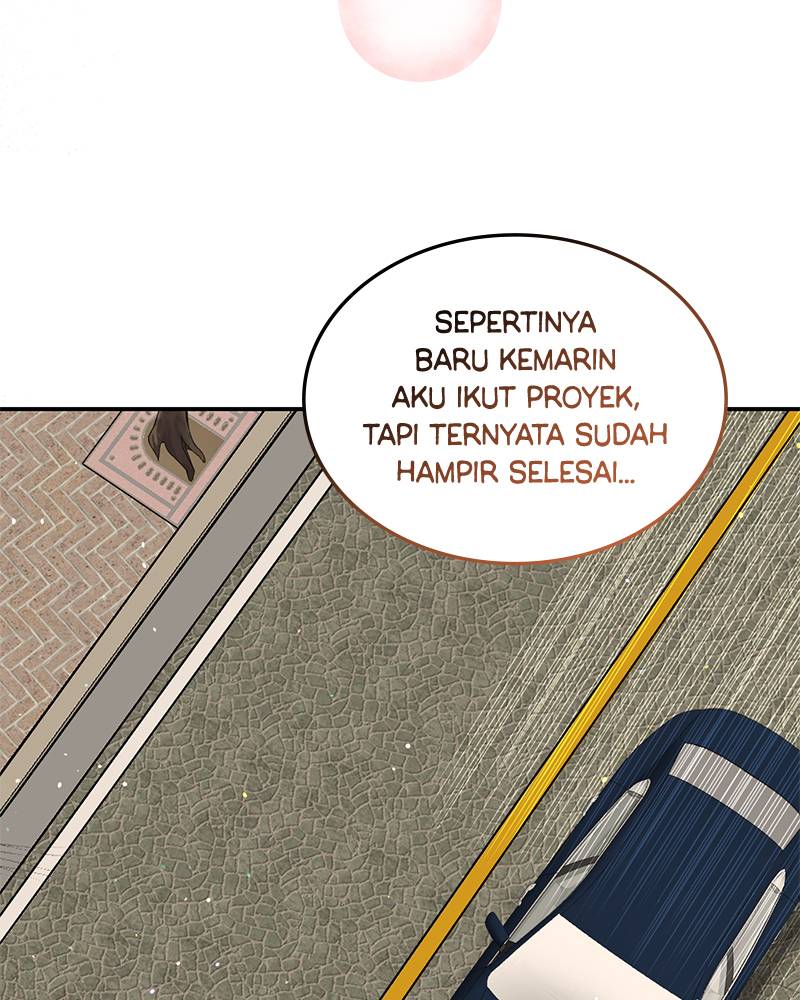 SEPERTINYA
BARU KEMARIN
AKU IKUT PROYEK,
TAPI TERNYATA SUDAH
HAMPIR SELESAI...